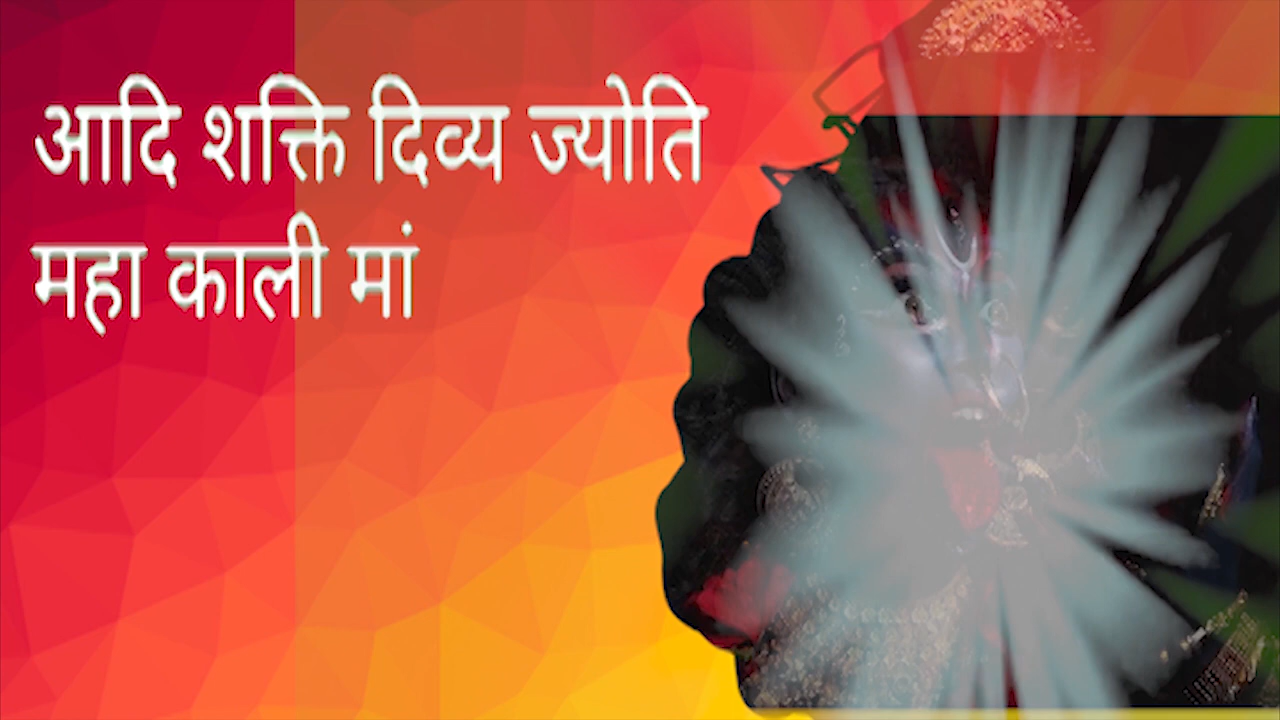 आदि शक्ति दिव्य ज्योति
महा काली मां